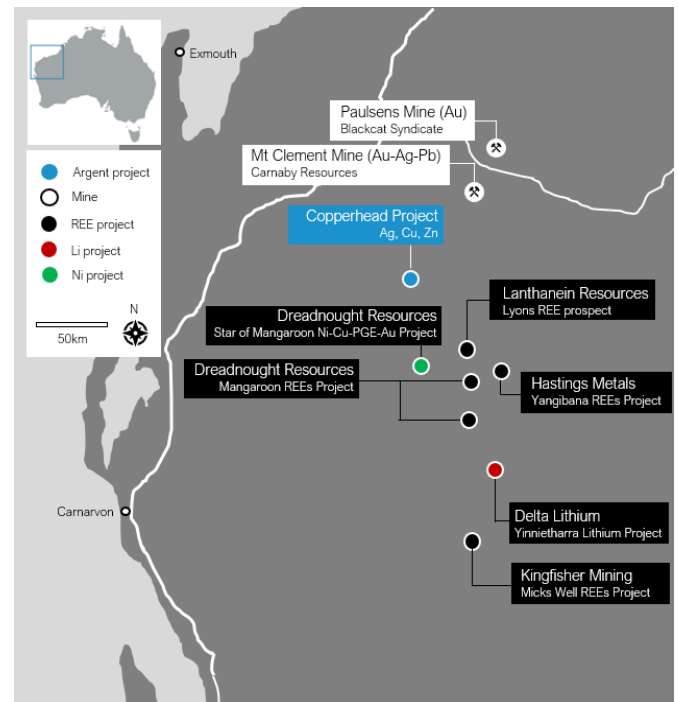 Exmouth
Paulsens Mine (Au)
Blackcat Syndicate
Mt Clement Mine (Au-Ag-Pb)
Carnaby Resources
Argent project
Mine
REE project
Li project
Ni project
N
50km
Copperhead Project
Ag, Cu, Zn
Lanthanein Resources
Lyons REE prospect
Dreadnought Resources
Star of Mangaroon Ni-Cu-PGE-Au Project
Dreadnought Resources
Mangaroon REEs Project
Hastings Metals
Yangibana REEs Project
Carnarvon
Delta Lithium
Yinnietharra Lithium Project
Kingfisher Mining
Micks Well REEs Project